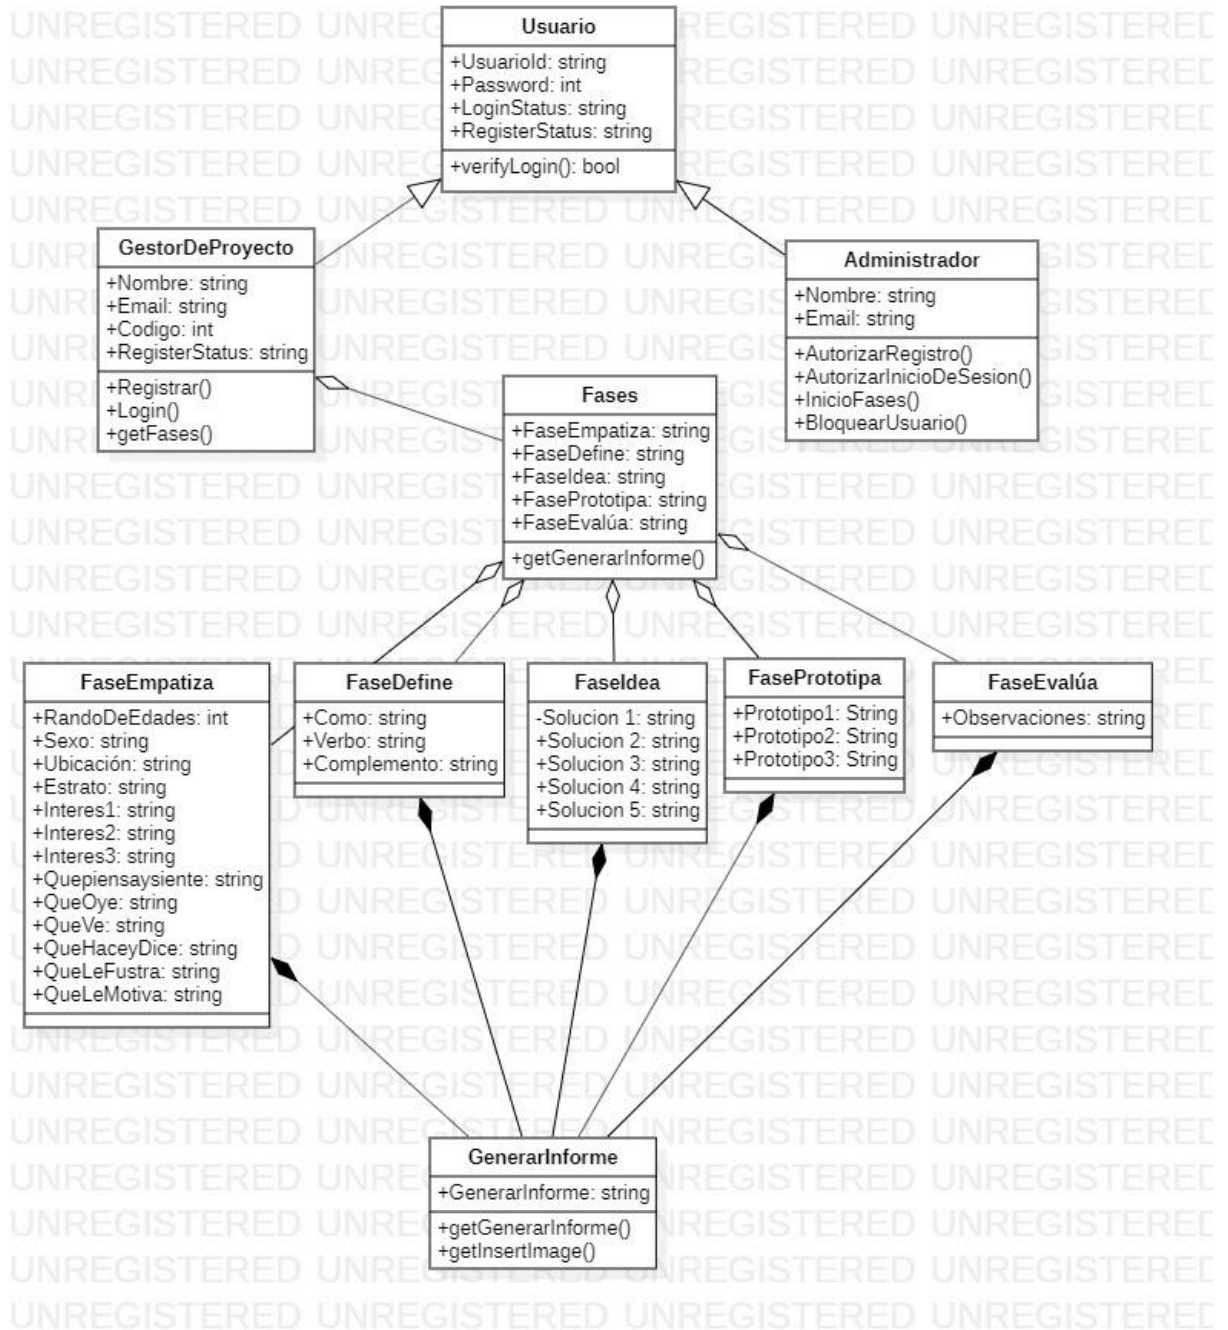 Usuario
+UsuarioId: string
+Password: int
+LoginStatus: string
+RegisterStatus: string
+verifyLogin(): bool
GestorDeProyecto
+Nombre: string
+Email: string
+Codigo: int
+RegisterStatus: string
+Registrar()
+Login()
+getFases()
Administrador
+Nombre: string
+Email: string
+AutorizarRegistro()
+AutorizarInicioDeSesion()
+InicioFases()
+BloquearUsuario()
Fases
+FaseEmpatiza: string
+FaseDefine: string
+FaseIdea: string
+FasePrototipa: string
+FaseEvalúa: string
+getGenerarInforme()
FaseEmpatiza
+RandoDeEdades: int
+Sexo: string
+Ubicación: string
+Estrato: string
+Interes1: string
+Interes2: string
+Interes3: string
+Quepiensaysiente: string
+QueOye: string
+QueVe: string
+QueHaceyDice: string
+QueLeFustra: string
+QueLeMotiva: string
FaseDefine
+Como: string
+Verbo: string
+Complemento: string
FaseIdea
-Solucion 1: string
+Solucion 2: string
+Solucion 3: string
+Solucion 4: string
+Solucion 5: string
FasePrototipa
+Prototipo1: String
+Prototipo2: String
+Prototipo3: String
FaseEvalúa
+Observaciones: string
GenerarInforme
+GenerarInforme: string
+getGenerarInforme()
+getInsertImage()
UNREGISTERED